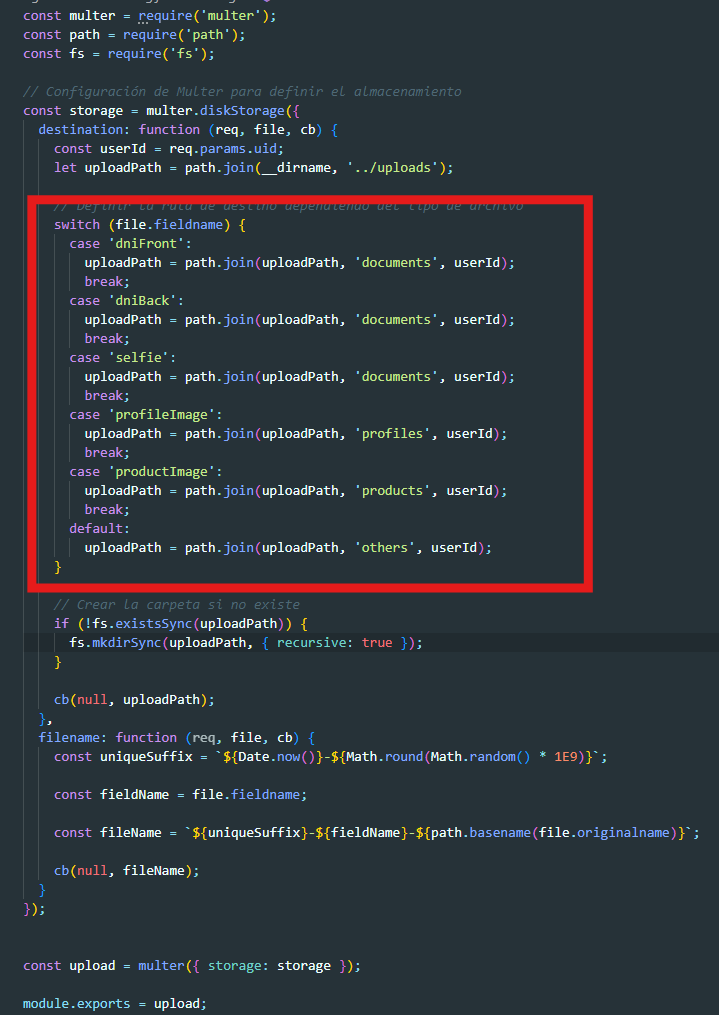 const multer = require('multer');
const path = require('path');
const fs = require('fs');
// Configuración de Multer para definir el almacenamiento
const storage = multer.diskStorage({
destination: function (req, file, cb) {
const userId = req.params.uid;
let uploadPath = path.join(__dirname, '../uploads');
// Definir la ruta de destino dependiendo del tipo de archivo
switch (file.fieldname) {
case 'dniFront':
uploadPath = path.join(uploadPath, 'documents', userId);
break;
case 'dniBack':
uploadPath = path.join(uploadPath, 'documents', userId);
break;
case 'selfie':
uploadPath = path.join(uploadPath, 'documents', userId);
break;
case 'profileImage':
uploadPath = path.join(uploadPath, 'profiles', userId);
break;
case 'productImage':
uploadPath = path.join(uploadPath, 'products', userId);
break;
default:
uploadPath = path.join(uploadPath, 'others', userId);
}
// Crear la carpeta si no existe
if (!fs.existsSync(uploadPath)) {
fs.mkdirSync(uploadPath, { recursive: true });
}
cb(null, uploadPath);
},
filename: function (req, file, cb) {
const uniqueSuffix = `${Date.now()}-${Math.round(Math.random() * 1E9)}`;
const fieldName = file.fieldname;
const fileName = `${uniqueSuffix}-${fieldName}-${path.basename(file.originalname)}`;
cb(null, fileName);
}
});
const upload = multer({ storage: storage });
module.exports = upload;